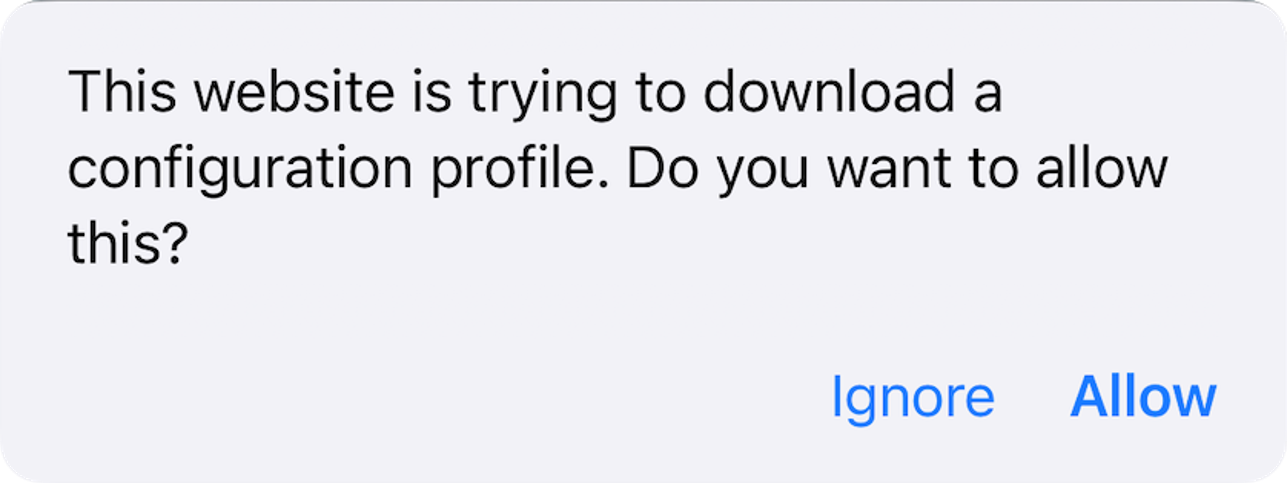 This website is trying to download a
configuration profile. Do you want to allow
this?
Ignore Allow